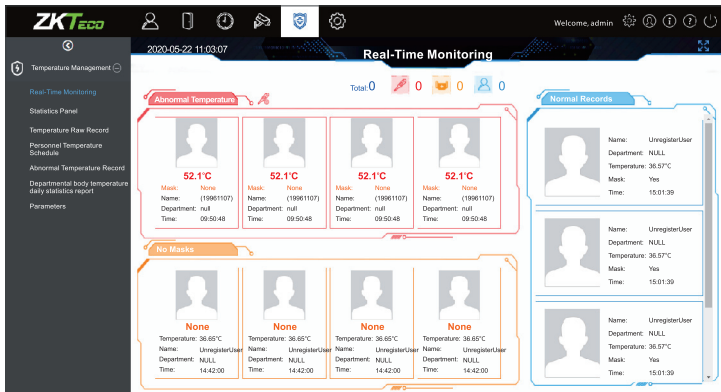 ZKTeco
Welcome, admin
Temperature Management
Real-Time Monitoring
Statistics Panel
Temperature Raw Record
Personnel Temperature
Schedule
Abnormal Temperature Record
Departmental body temperature
daily statistics report
Parameters
2020-05-22 11:03:07
Real-Time Monitoring
Total:0 0 0 0
Abnormal Temperature
52.1°C 52.1°C 52.1°C 52.1°C
Mask: None Mask: None Mask: None Mask: None
Name: (19961107) Name: (19961107) Name: (19961107) Name: (19961107)
Department: null Department: null Department: null Department: null
Time: 09:50:48 Time: 09:50:48 Time: 09:50:48 Time: 09:50:48
No Masks
None None None None
Temperature: 36.65°C Temperature: 36.65°C Temperature: 36.65°C Temperature: 36.65°C
Name: UnregisterUser Name: UnregisterUser Name: UnregisterUser Name: UnregisterUser
Department: NULL Department: NULL Department: NULL Department: NULL
Time: 14:42:00 Time: 14:42:00 Time: 14:42:00 Time: 14:42:00
Normal Records
Name: UnregisterUser
Department: NULL
Temperature: 36.57°C
Mask: Yes
Time: 15:01:39
Name: UnregisterUser
Department: NULL
Temperature: 36.57°C
Mask: Yes
Time: 15:01:39
Name: UnregisterUser
Department: NULL
Temperature: 36.57°C
Mask: Yes
Time: 15:01:39